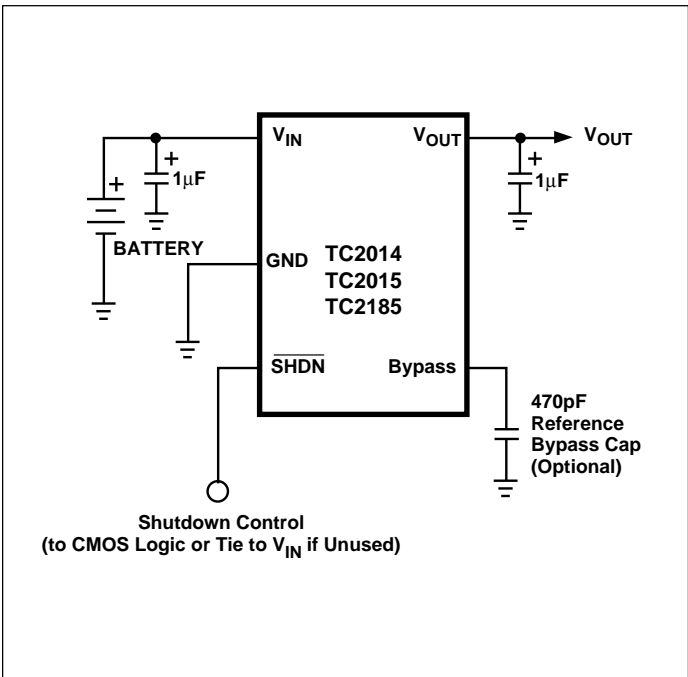 V_IN
V_OUT
V_OUT
+
1µF
+
1µF
+
BATTERY
GND
TC2014
TC2015
TC2185
SHDN
Bypass
470pF
Reference
Bypass Cap
(Optional)
Shutdown Control
(to CMOS Logic or Tie to V_IN if Unused)